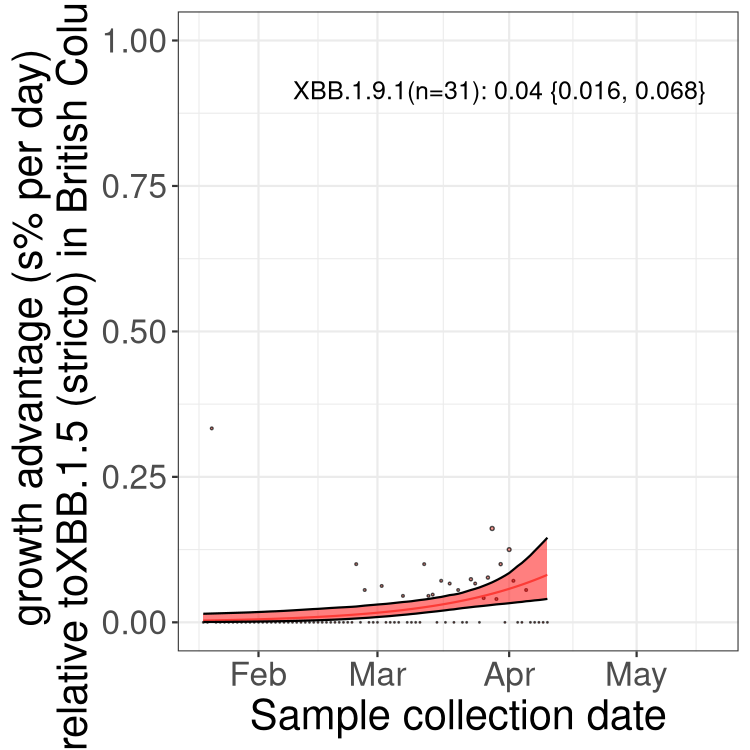 growth advantage (s% per day)
relative toXBB.1.5 (stricto) in British Colu
1.00
0.75
0.50
0.25
0.00
XBB.1.9.1(n=31): 0.04 {0.016, 0.068}
Feb
Mar
Apr
May
Sample collection date